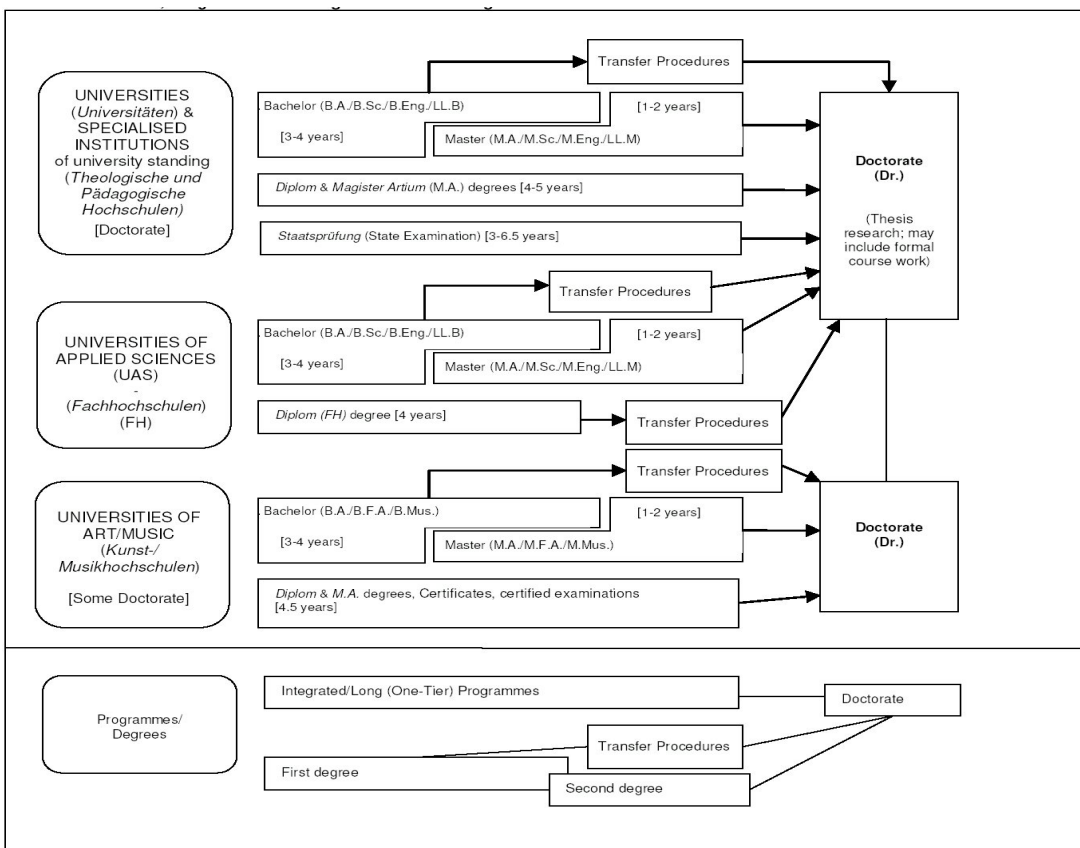 Transfer Procedures
UNIVERSITIES
(Universitäten) &
SPECIALISED
INSTITUTIONS
of university standing
(Theologische und
Pädagogische
Hochschulen)
[Doctorate]
Bachelor (B.A./B.Sc./B.Eng./LL.B)
[3-4 years]
[1-2 years]
Master (M.A./M.Sc./M.Eng./LL.M)
Diplom & Magister Artium (M.A.) degrees [4-5 years]
Staatsprüfung (State Examination) [3-6.5 years]
Doctorate
(Dr.)
(Thesis
research; may
include formal
course work)
UNIVERSITIES OF
APPLIED SCIENCES
(UAS)
-
(Fachhochschulen)
(FH)
Transfer Procedures
Bachelor (B.A./B.Sc./B.Eng./LL.B)
[3-4 years]
[1-2 years]
Master (M.A./M.Sc./M.Eng./LL.M)
Diplom (FH) degree [4 years]
Transfer Procedures
UNIVERSITIES OF
ART/MUSIC
(Kunst-/
Musikhochschulen)
[Some Doctorate]
Transfer Procedures
Bachelor (B.A./B.F.A./B.Mus.)
[3-4 years]
[1-2 years]
Master (M.A./M.F.A./M.Mus.)
Diplom & M.A. degrees, Certificates, certified examinations
[4.5 years]
Doctorate
(Dr.)
Programmes/
Degrees
Integrated/Long (One-Tier) Programmes
Doctorate
Transfer Procedures
First degree
Second degree